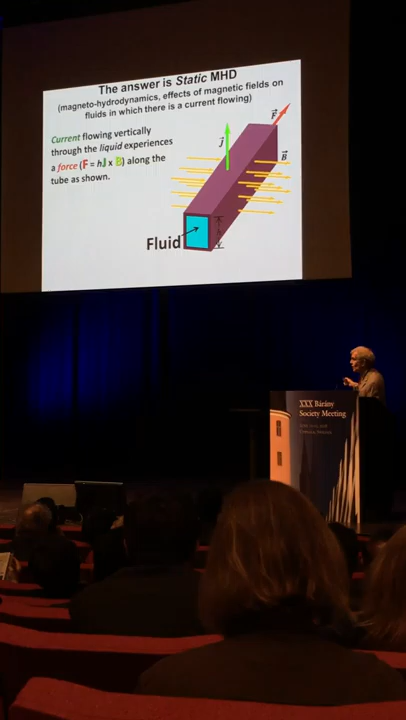 The answer is Static MHD
(magneto-hydrodynamics, effects of magnetic fields on
fluids in which there is a current flowing)
Current flowing vertically
through the liquid experiences
a force (F = hJ x B) along the
tube as shown.
J
F
B
h
Fluid
XXX Bárány
Society Meeting